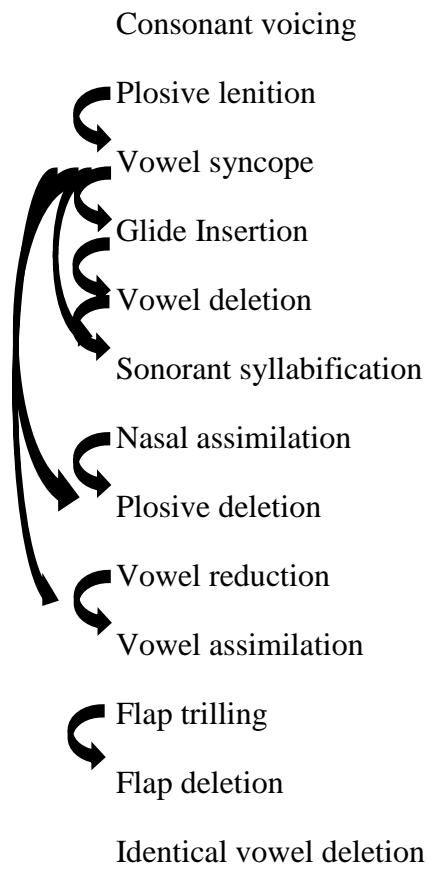 Consonant voicing
Plosive lenition
Vowel syncope
Glide Insertion
Vowel deletion
Sonorant syllabification
Nasal assimilation
Plosive deletion
Vowel reduction
Vowel assimilation
Flap trilling
Flap deletion
Identical vowel deletion